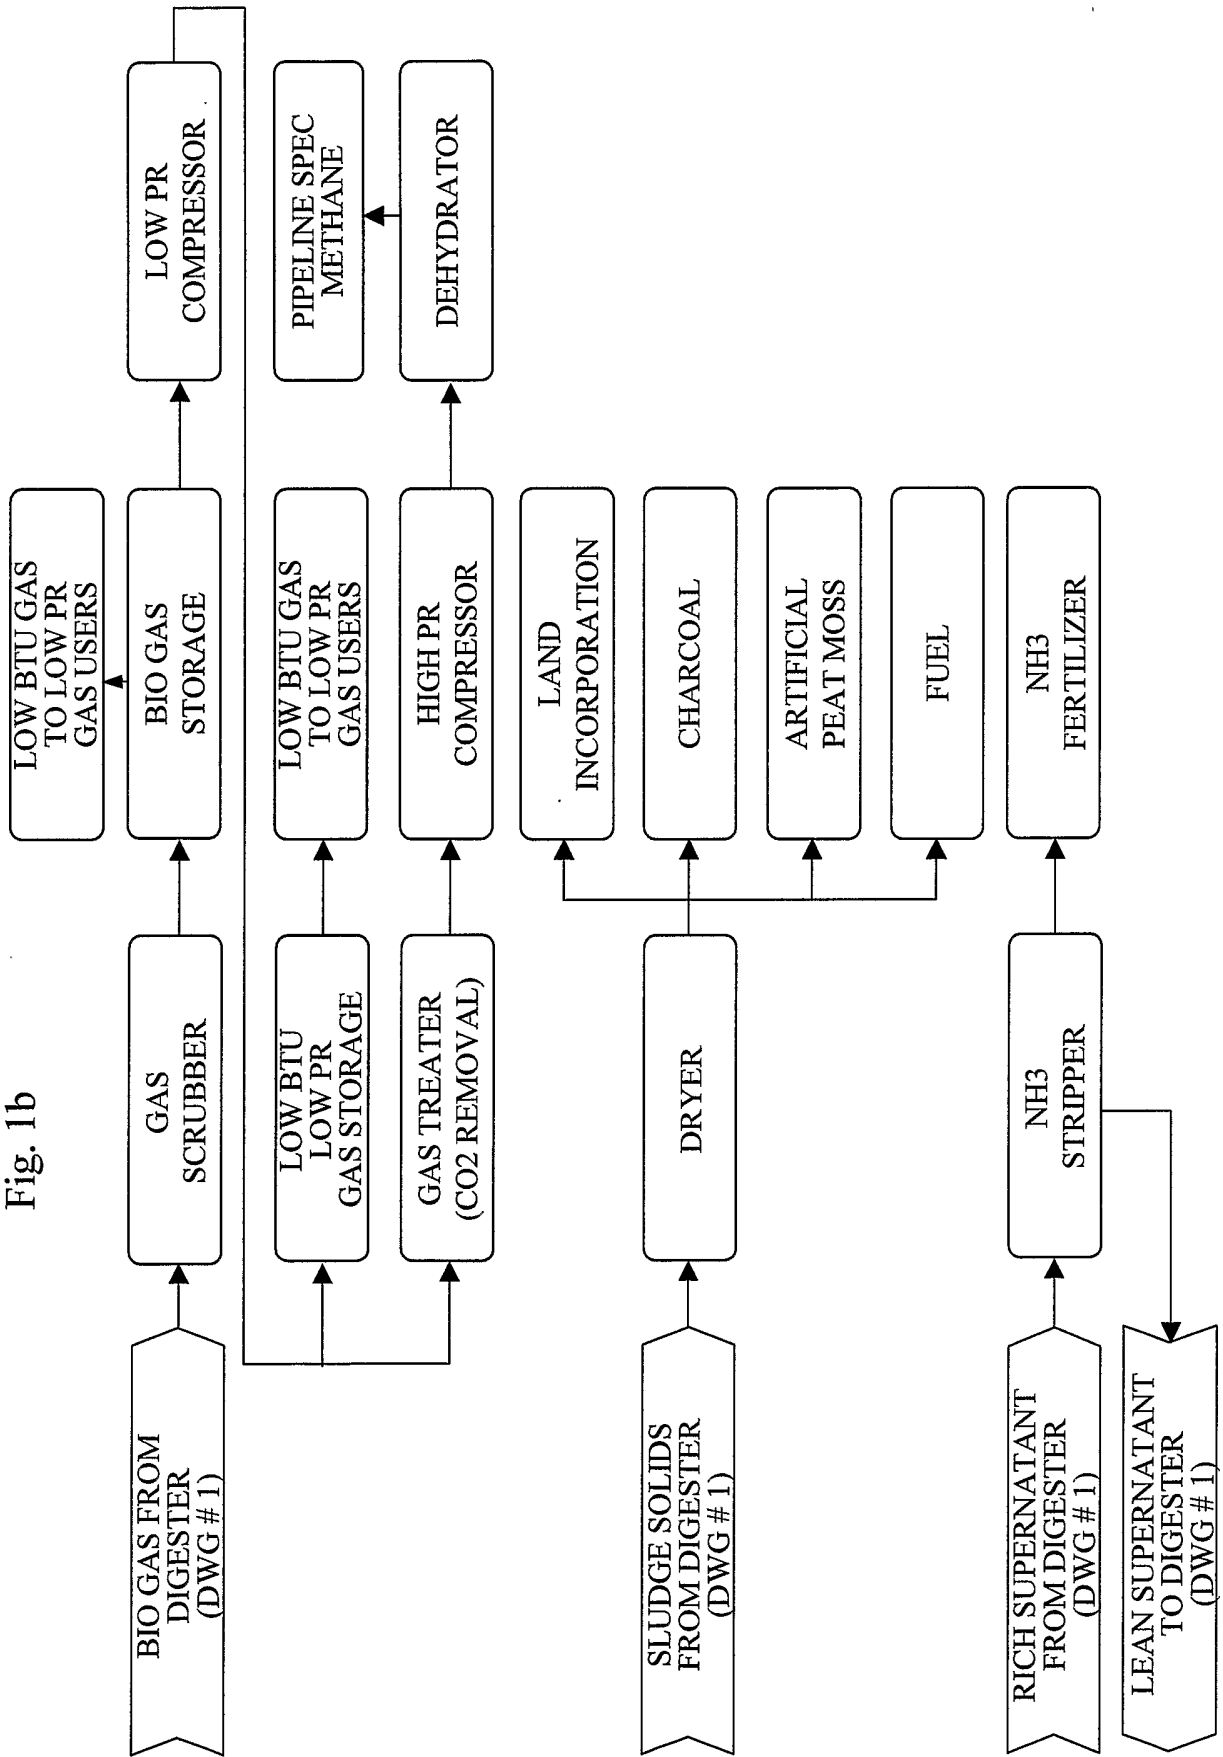 Fig. 1b
BIO GAS FROM
DIGESTER
(DWG # 1)
GAS
SCRUBBER
BIO GAS
STORAGE
LOW BTU GAS
TO LOW PR
GAS USERS
LOW PR
COMPRESSOR
LOW BTU
LOW PR
GAS STORAGE
LOW BTU GAS
TO LOW PR
GAS USERS
PIPELINE SPEC
METHANE
GAS TREATER
(CO2 REMOVAL)
HIGH PR
COMPRESSOR
DEHYDRATOR
SLUDGE SOLIDS
FROM DIGESTER
(DWG # 1)
DRYER
LAND
INCORPORATION
CHARCOAL
ARTIFICIAL
PEAT MOSS
FUEL
RICH SUPERNATANT
FROM DIGESTER
(DWG # 1)
NH3
STRIPPER
NH3
FERTILIZER
LEAN SUPERNATANT
TO DIGESTER
(DWG # 1)